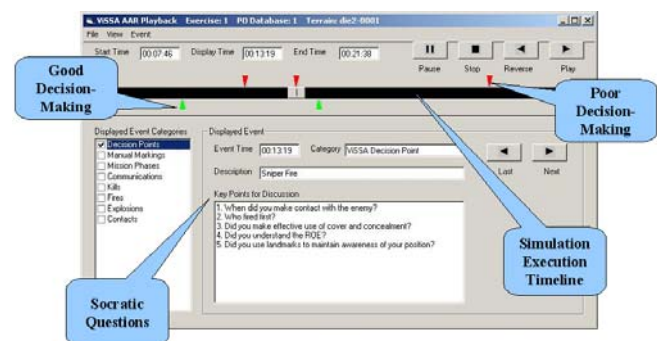 ViSSA AAR Playback Exercise: 1 PO Database: 1 Terrain: die2-0001
File View Event
Start Time 00:07:46 Display Time 00:13:19 End Time 00:21:38
Pause Stop Reverse Play
Good
Decision-
Making
Poor
Decision-
Making
Displayed Event Categories
Decision Points
Manual Markings
Mission Phases
Communications
Kills
Fires
Explosions
Contacts
Displayed Event
Event Time 00:13:19 Category ViSSA Decision Point
Last Next
Description Sniper Fire
Key Points for Discussion
1. When did you make contact with the enemy?
2. Who fired first?
3. Did you make effective use of cover and concealment?
4. Did you understand the ROE?
5. Did you use landmarks to maintain awareness of your position?
Simulation
Execution
Timeline
Socratic
Questions